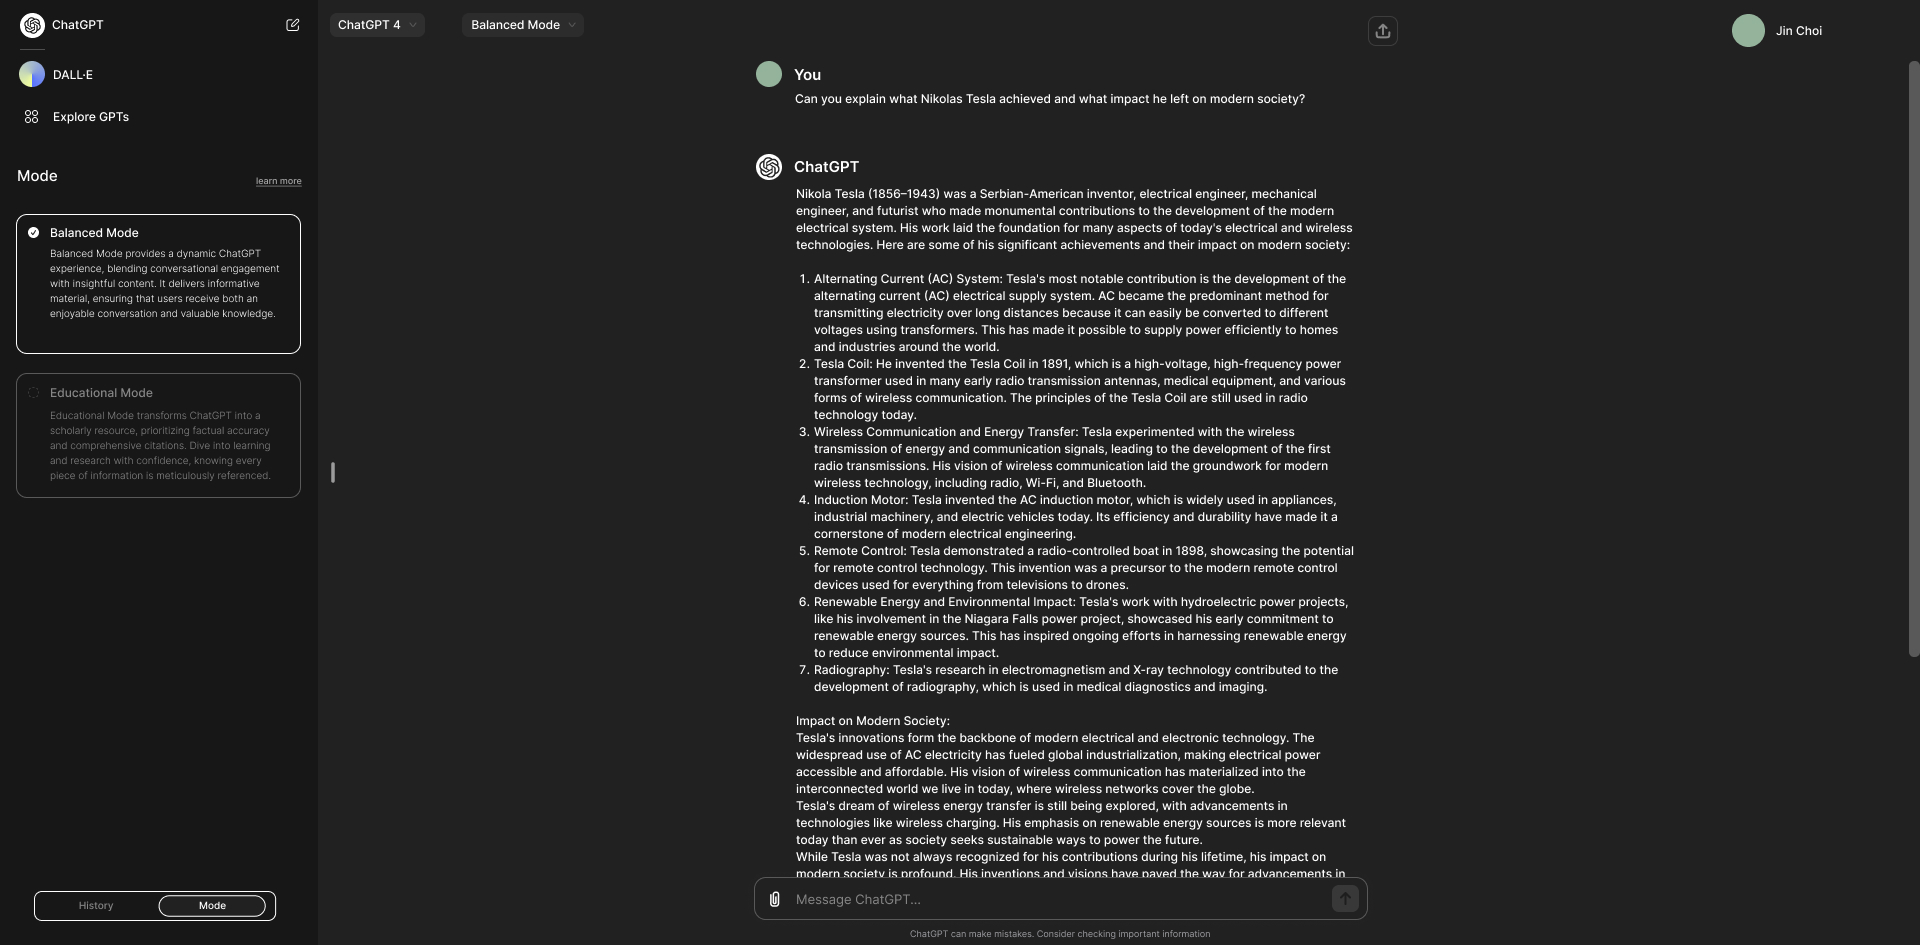 ChatGPT
DALL·E
Explore GPTs
Mode
learn more
Balanced Mode
Balanced Mode provides a dynamic ChatGPT
experience, blending conversational engagement
with insightful content. It delivers informative
material, ensuring that users receive both an
enjoyable conversation and valuable knowledge.
Educational Mode
Educational Mode transforms ChatGPT into a
scholarly resource, prioritizing factual accuracy
and comprehensive citations. Dive into learning
and research with confidence, knowing every
piece of information is meticulously referenced.
History
Mode
ChatGPT 4
Balanced Mode
Jin Choi
You
Can you explain what Nikolas Tesla achieved and what impact he left on modern society?
ChatGPT
Nikola Tesla (1856–1943) was a Serbian-American inventor, electrical engineer, mechanical
engineer, and futurist who made monumental contributions to the development of the modern
electrical system. His work laid the foundation for many aspects of today's electrical and wireless
technologies. Here are some of his significant achievements and their impact on modern society:
1. Alternating Current (AC) System: Tesla's most notable contribution is the development of the
alternating current (AC) electrical supply system. AC became the predominant method for
transmitting electricity over long distances because it can easily be converted to different
voltages using transformers. This has made it possible to supply power efficiently to homes
and industries around the world.
2. Tesla Coil: He invented the Tesla Coil in 1891, which is a high-voltage, high-frequency power
transformer used in many early radio transmission antennas, medical equipment, and various
forms of wireless communication. The principles of the Tesla Coil are still used in radio
technology today.
3. Wireless Communication and Energy Transfer: Tesla experimented with the wireless
transmission of energy and communication signals, leading to the development of the first
radio transmissions. His vision of wireless communication laid the groundwork for modern
wireless technology, including radio, Wi-Fi, and Bluetooth.
4. Induction Motor: Tesla invented the AC induction motor, which is widely used in appliances,
industrial machinery, and electric vehicles today. Its efficiency and durability have made it a
cornerstone of modern electrical engineering.
5. Remote Control: Tesla demonstrated a radio-controlled boat in 1898, showcasing the potential
for remote control technology. This invention was a precursor to the modern remote control
devices used for everything from televisions to drones.
6. Renewable Energy and Environmental Impact: Tesla's work with hydroelectric power projects,
like his involvement in the Niagara Falls power project, showcased his early commitment to
renewable energy sources. This has inspired ongoing efforts in harnessing renewable energy
to reduce environmental impact.
7. Radiography: Tesla's research in electromagnetism and X-ray technology contributed to the
development of radiography, which is used in medical diagnostics and imaging.
Impact on Modern Society:
Tesla's innovations form the backbone of modern electrical and electronic technology. The
widespread use of AC electricity has fueled global industrialization, making electrical power
accessible and affordable. His vision of wireless communication has materialized into the
interconnected world we live in today, where wireless networks cover the globe.
Tesla's dream of wireless energy transfer is still being explored, with advancements in
technologies like wireless charging. His emphasis on renewable energy sources is more relevant
today than ever as society seeks sustainable ways to power the future.
While Tesla was not always recognized for his contributions during his lifetime, his impact on
modern society is profound. His inventions and visions have paved the way for advancements in
Message ChatGPT...
ChatGPT can make mistakes. Consider checking important information